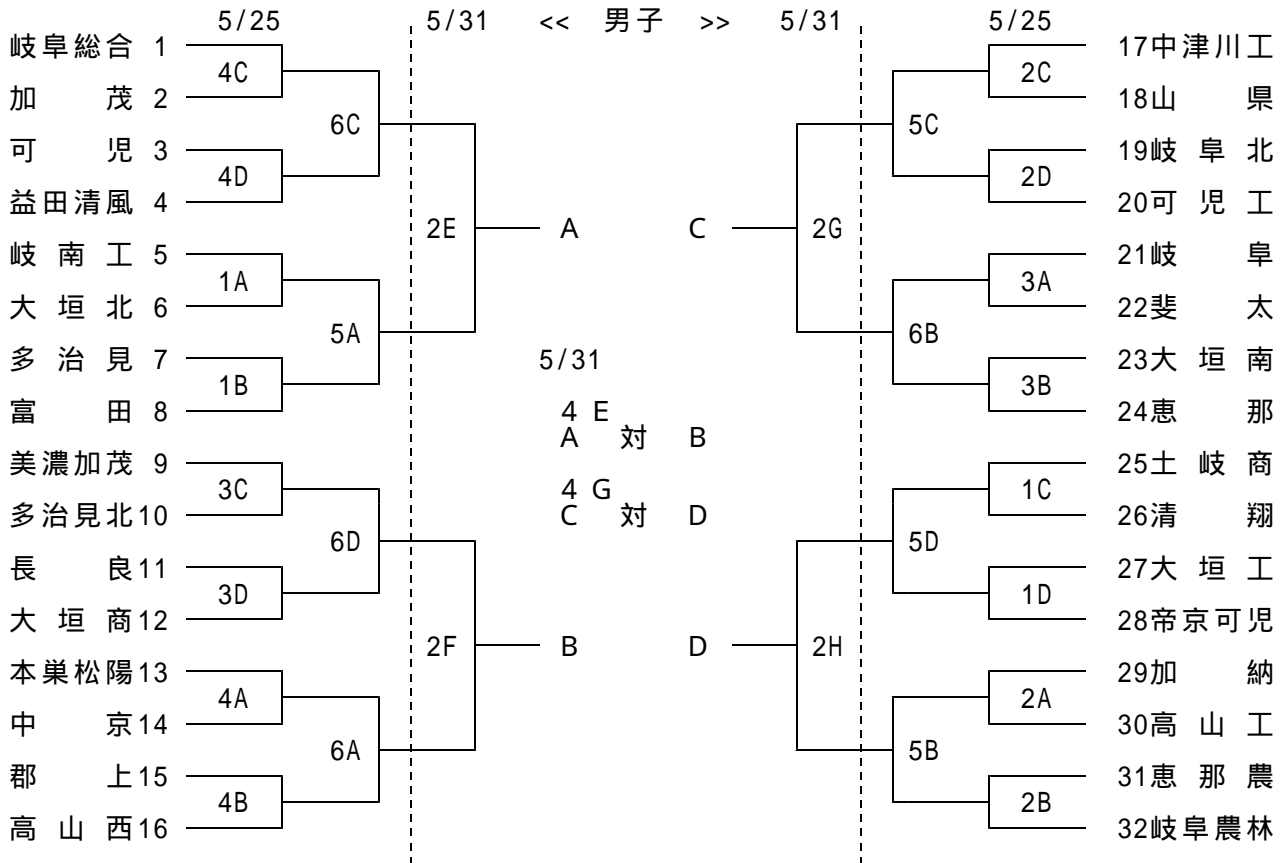 5/25 5/31 << 男子 >> 5/31 5/25
岐阜総合 1 17中津川工
4C 2C
加 茂 2 18山 県
6C 5C
可 児 3 19岐 阜 北
4D 2D
益田清風 4 20可 児 工
2E A C 2G
岐 南 工 5 21岐 阜
1A 3A
大 垣 北 6 22斐 太
5A 6B
多 治 見 7 5/31 23大 垣 南
1B 3B
富 田 8 4 E 24恵 那
A 対 B
美濃加茂 9 25土 岐 商
3C 4 G 1C
多治見北10 C 対 D 26清 翔
6D 5D
長 良11 27大 垣 工
3D 1D
大 垣 商12 28帝京可児
2F B D 2H
本巣松陽13 29加 納
4A 2A
中 京14 30高 山 工
6A 5B
郡 上15 31恵 那 農
4B 2B
高 山 西16 32岐阜農林